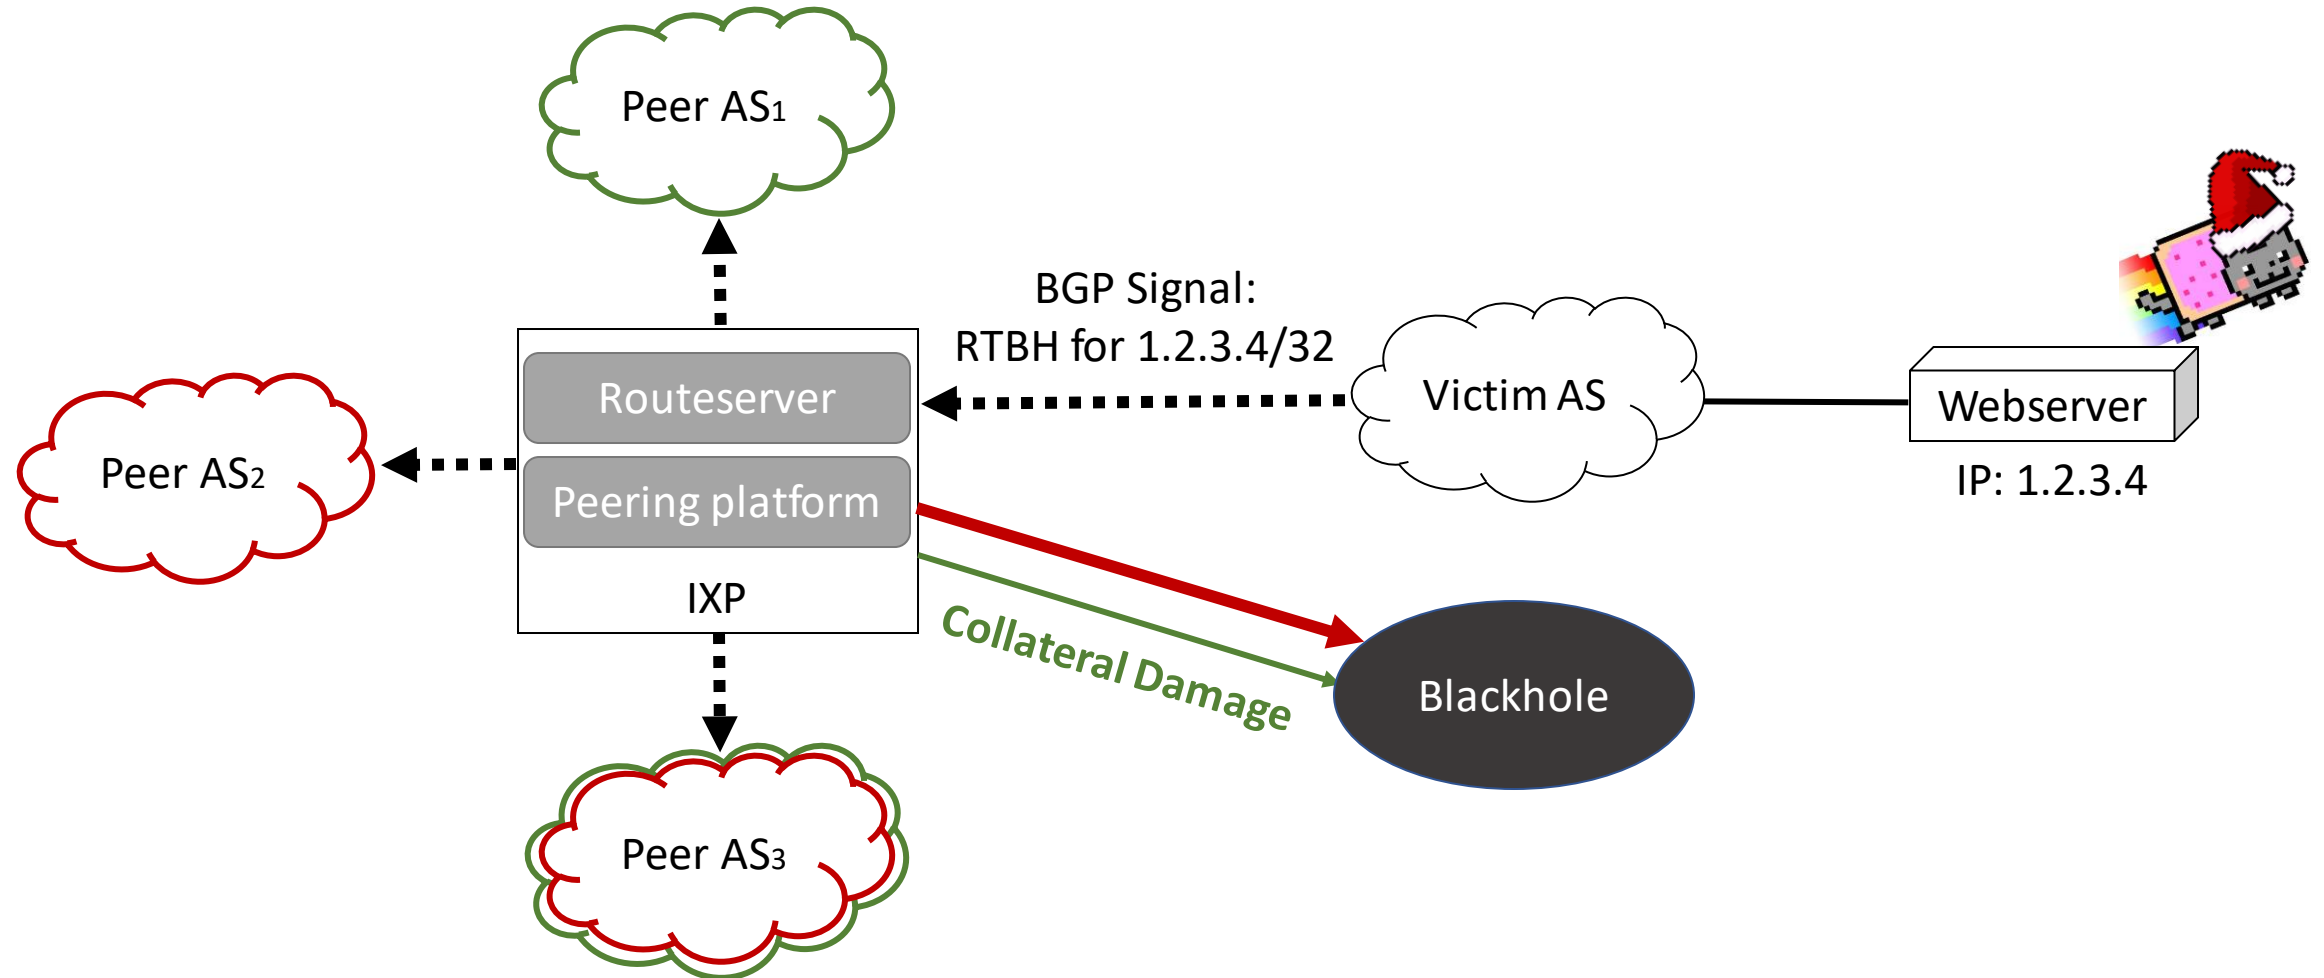 Peer AS1
BGP Signal:
RTBH for 1.2.3.4/32
Routeserver
Victim AS
Webserver
Peer AS2
Peering platform
IP: 1.2.3.4
IXP
Collateral Damage
Blackhole
Peer AS3